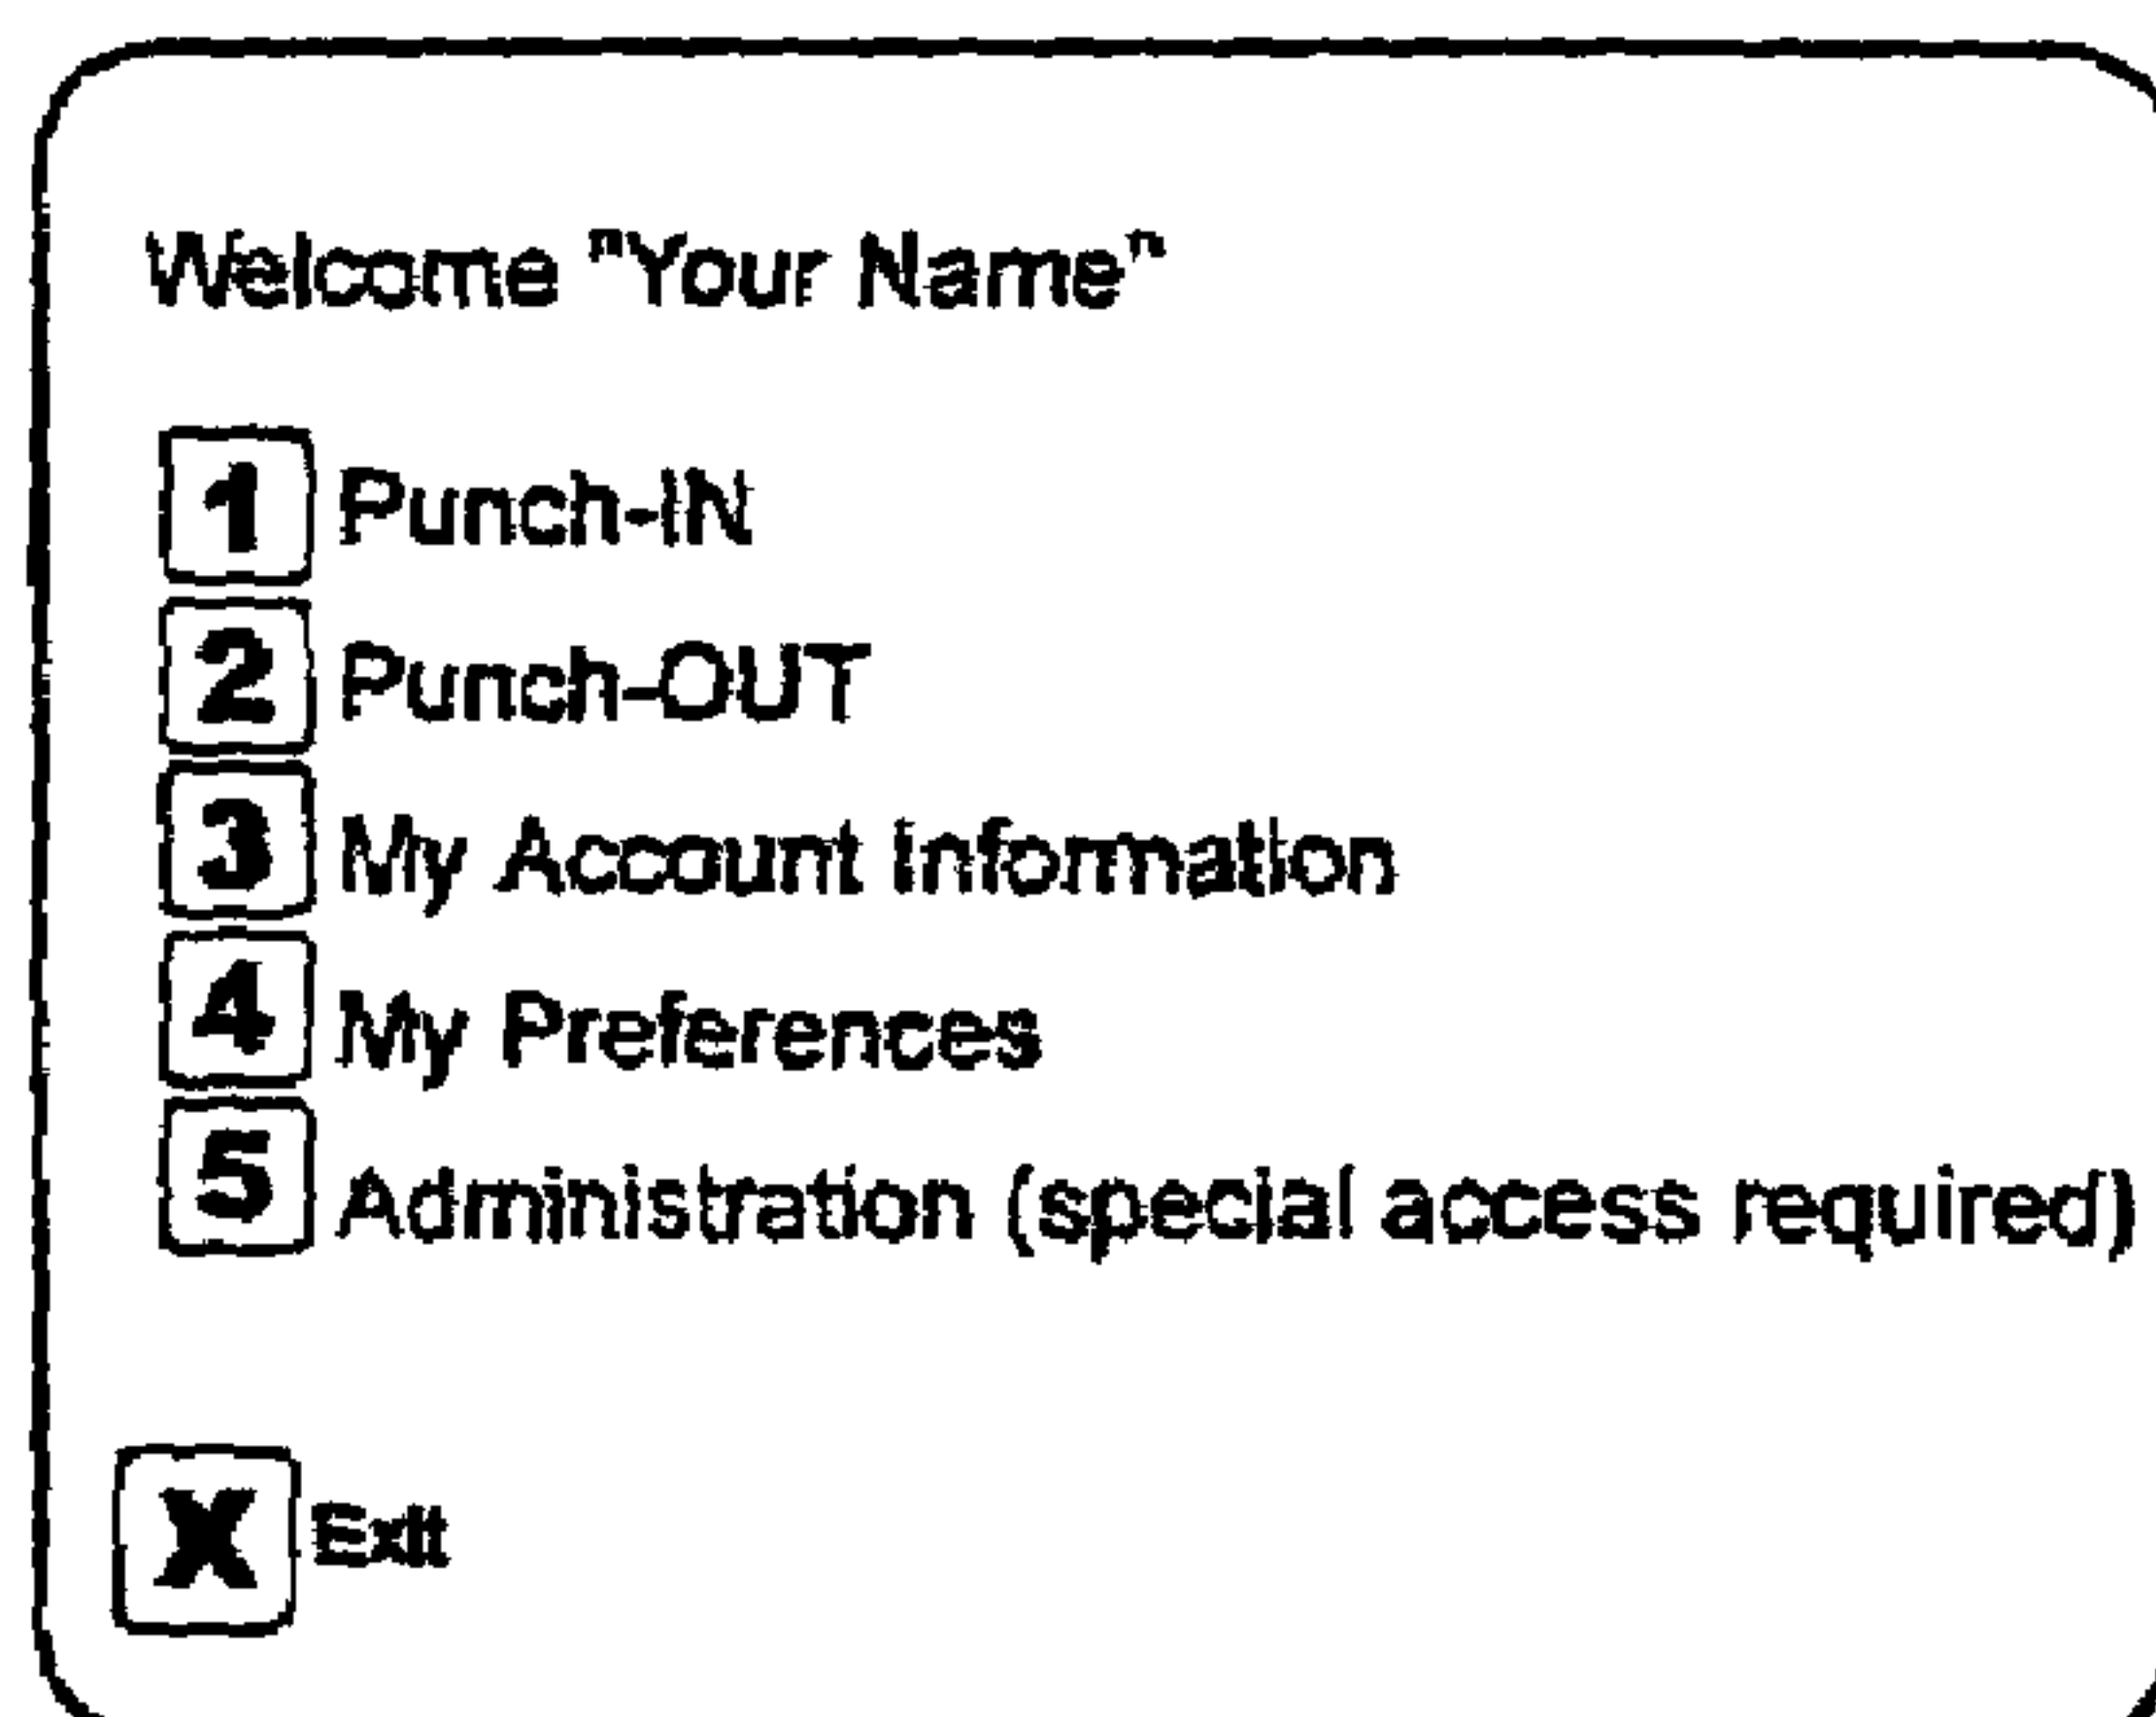 Welcome "Your Name"
1 Punch-IN
2 Punch-OUT
3 My Account Information
4 My Preferences
5 Administration (special access required)
X Exit